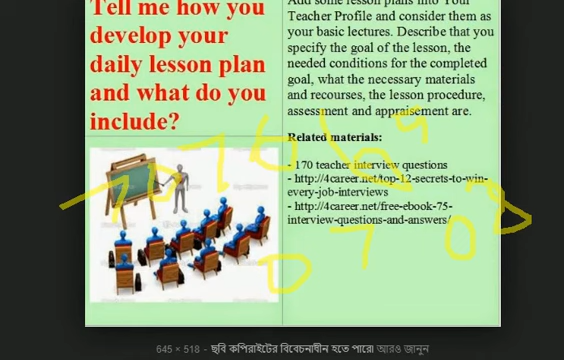 Tell me how you
develop your
daily lesson plan
and what do you
include?
Add some lesson plans into Your
Teacher Profile and consider them as
your basic lectures. Describe that you
specify the goal of the lesson, the
needed conditions for the completed
goal, what the necessary materials
and recourses, the lesson procedure,
assessment and appraisement are.
Related materials:
- 170 teacher interview questions
- http://4career.net/top-12-secrets-to-win-
every-job-interviews
- http://4career.net/free-ebook-75-
interview-questions-and-answers/
645 × 518 - ছবি কপিরাইটের বিবেচনাধীন হতে পারে৷ আরও জানুন